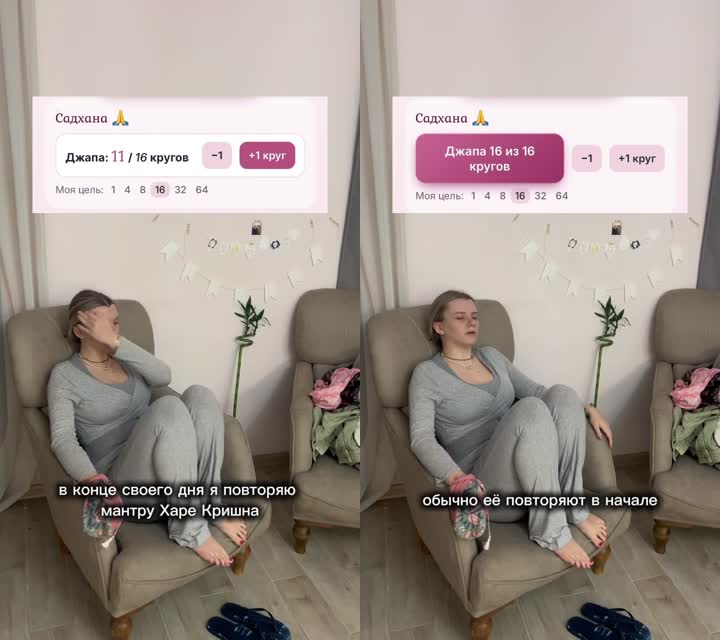 Садхана 🙏
Джапа: 11 / 16 кругов
−1
+1 круг
Моя цель: 1 4 8 16 32 64
в конце своего дня я повторяю
мантру Харе Кришна
Садхана 🙏
Джапа 16 из 16
кругов
−1
+1 круг
Моя цель: 1 4 8 16 32 64
обычно её повторяют в начале